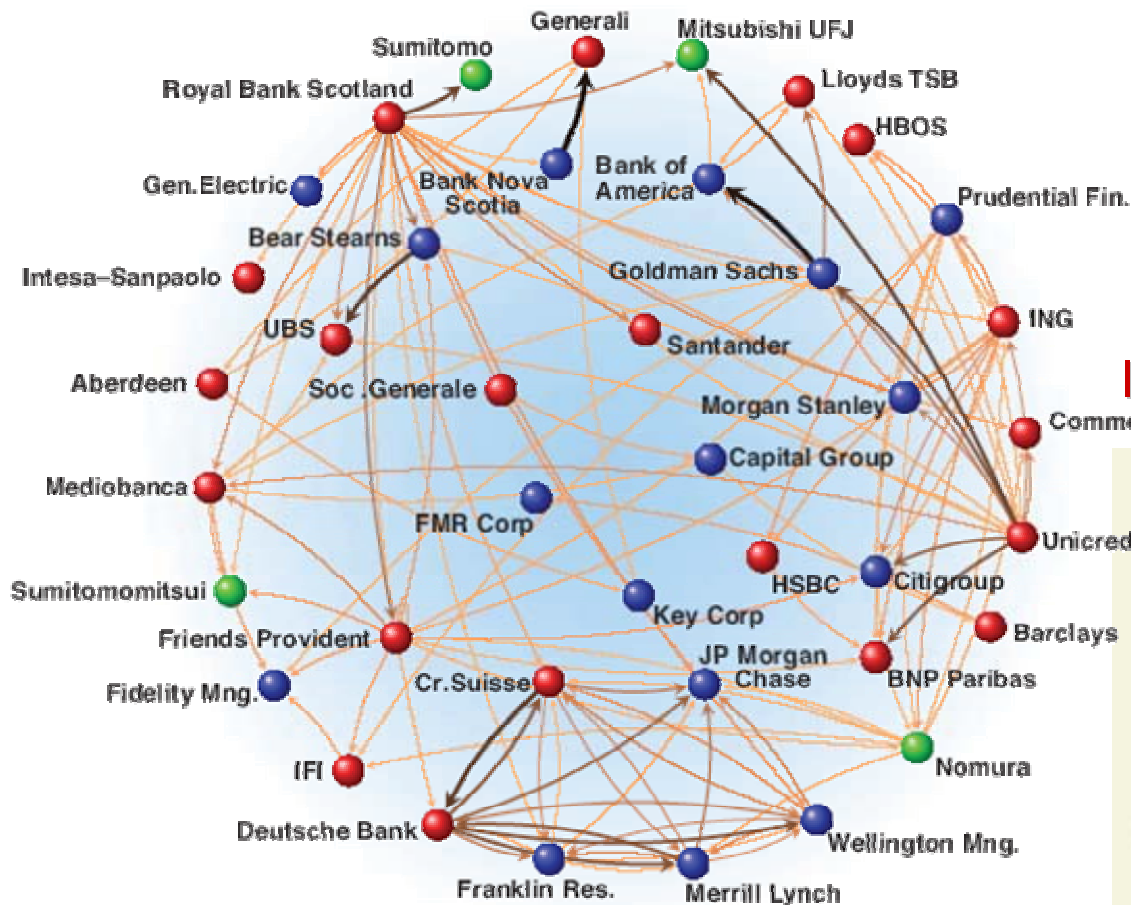 Generali
Mitsubishi UFJ
Sumitomo
Royal Bank Scotland
Lloyds TSB
HBOS
Gen.Electric
Bank Nova
Scotia
Bank of
America
Prudential Fin.
Bear Stearns
Goldman Sachs
Intesa–Sanpaolo
UBS
Santander
ING
Aberdeen
Soc .Generale
Morgan Stanley
Comme
Mediobanca
Capital Group
FMR Corp
Unicred
HSBC
Citigroup
Sumitomomitsui
Key Corp
Barclays
Friends Provident
JP Morgan
Chase
Cr.Suisse
BNP Paribas
Fidelity Mng.
IFI
Nomura
Deutsche Bank
Wellington Mng.
Franklin Res.
Merrill Lynch